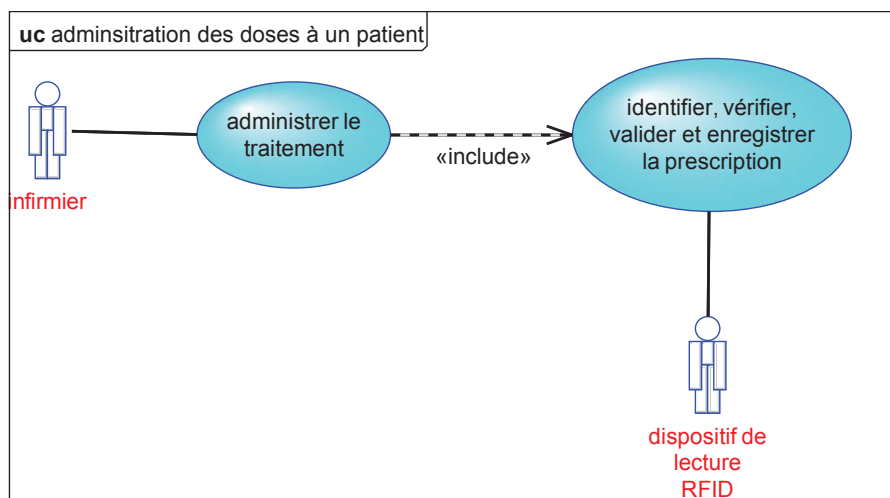 uc adminsitration des doses à un patient
administrer le
traitement
«include»
identifier, vérifier,
valider et enregistrer
la prescription
infirmier
dispositif de
lecture
RFID